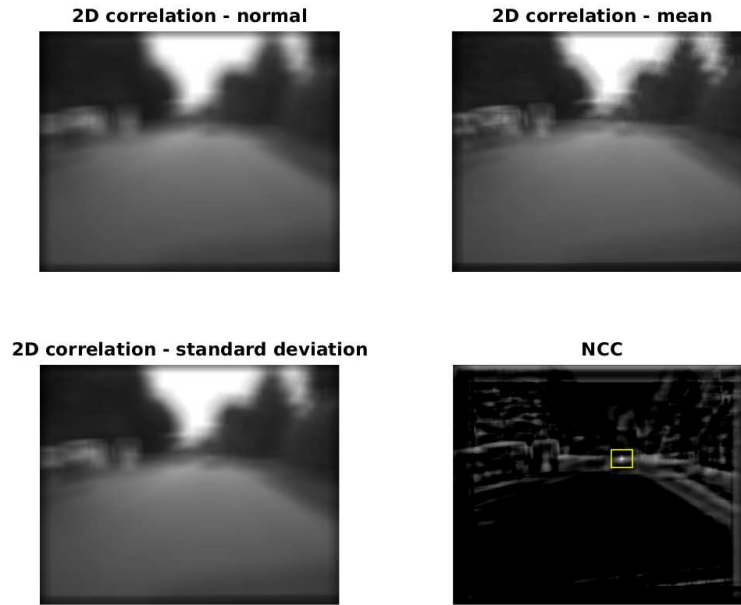 2D correlation - normal
2D correlation - mean
2D correlation - standard deviation
NCC